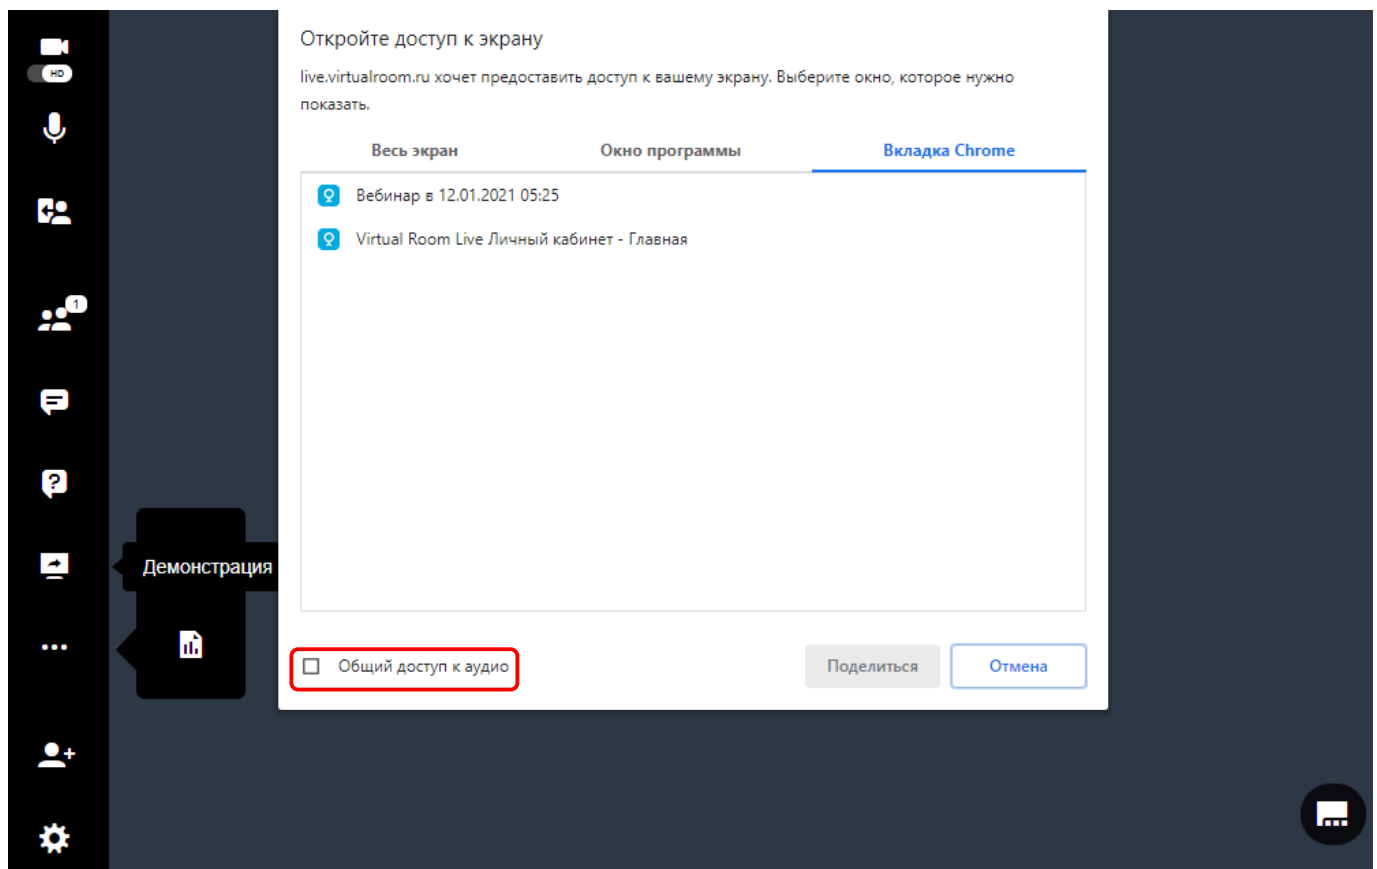 Откройте доступ к экрану
live.virtualroom.ru хочет предоставить доступ к вашему экрану. Выберите окно, которое нужно
показать.
HD
Весь экран
Окно программы
Вкладка Chrome
Вебинар в 12.01.2021 05:25
Virtual Room Live Личный кабинет - Главная
1
Демонстрация
Общий доступ к аудио
Поделиться
Отмена